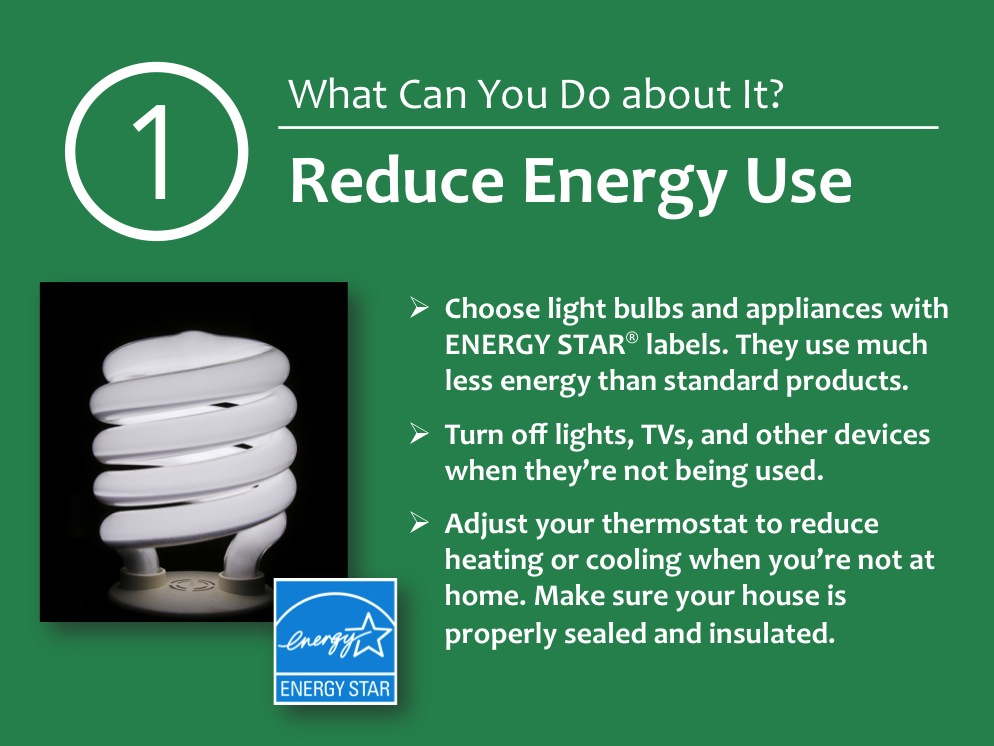 1
What Can You Do about It?
Reduce Energy Use
➢ Choose light bulbs and appliances with
ENERGY STAR® labels. They use much
less energy than standard products.
➢ Turn off lights, TVs, and other devices
when they’re not being used.
➢ Adjust your thermostat to reduce
heating or cooling when you’re not at
home. Make sure your house is
properly sealed and insulated.
energy
ENERGY STAR